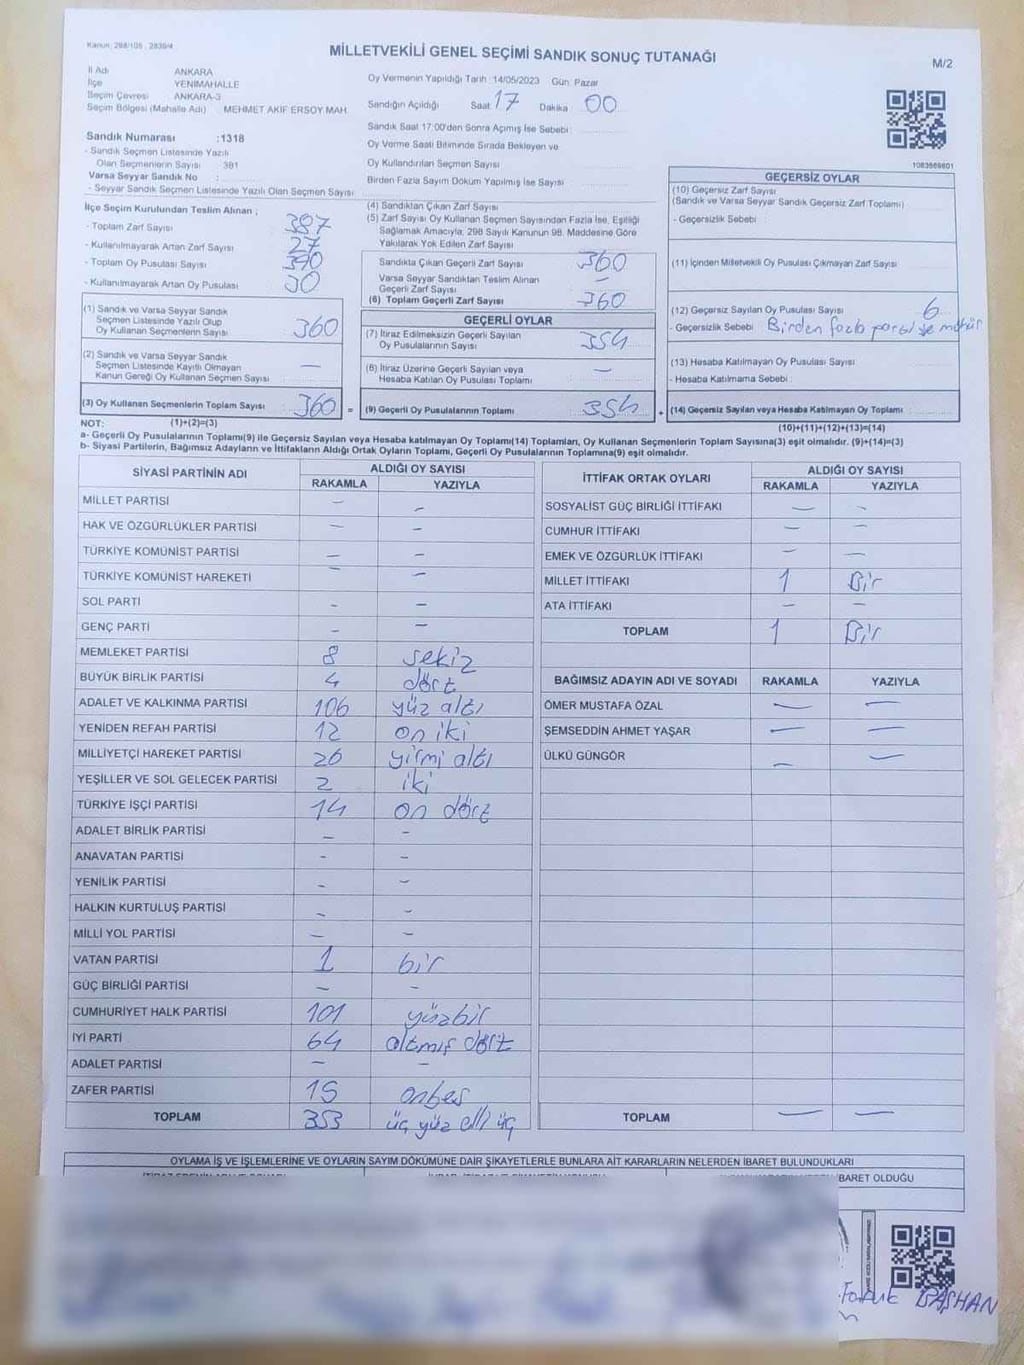 Kanun: 298/105, 2839/4
MİLLETVEKİLİ GENEL SEÇİMİ SANDIK SONUÇ TUTANAĞI
M/2
İl Adı ANKARA
İlçe YENİMAHALLE
Seçim Çevresi ANKARA-3
Seçim Bölgesi (Mahalle Adı) MEHMET AKİF ERSOY MAH.
Sandık Numarası :1318
- Sandık Seçmen Listesinde Yazılı
Olan Seçmenlerin Sayısı : 381
Varsa Seyyar Sandık No :
- Seyyar Sandık Seçmen Listesinde Yazılı Olan Seçmen Sayısı
Oy Vermenin Yapıldığı Tarih :14/05/2023 Gün: Pazar
Sandığın Açıldığı Saat 17 Dakika 00
Sandık Saat 17:00'den Sonra Açımış İse Sebebi :
Oy Verme Saati Bitiminde Sırada Bekleyen ve
Oy Kullandırılan Seçmen Sayısı
Birden Fazla Sayım Döküm Yapılmış İse Sayısı
1083569601
İlçe Seçim Kurulundan Teslim Alınan ;
- Toplam Zarf Sayısı 387
- Kullanılmayarak Artan Zarf Sayısı 27
- Toplam Oy Pusulası Sayısı 390
- Kullanılmayarak Artan Oy Pusulası 30
(1) Sandık ve Varsa Seyyar Sandık
Seçmen Listesinde Yazılı Olup
Oy Kullanan Seçmenlerin Sayısı 360
(2) Sandık ve Varsa Seyyar Sandık
Seçmen Listesinde Kayıtlı Olmayan
Kanun Gereği Oy Kullanan Seçmen Sayısı —
(3) Oy Kullanan Seçmenlerin Toplam Sayısı 360 =
(4) Sandıktan Çıkan Zarf Sayısı
(5) Zarf Sayısı Oy Kullanan Seçmen Sayısından Fazla İse, Eşitliği
Sağlamak Amacıyla, 298 Sayılı Kanunun 98. Maddesine Göre
Yakılarak Yok Edilen Zarf Sayısı
Sandıkta Çıkan Geçerli Zarf Sayısı 360
Varsa Seyyar Sandıktan Teslim Alınan
Geçerli Zarf Sayısı —
(6) Toplam Geçerli Zarf Sayısı 360
GEÇERLİ OYLAR
(7) İtiraz Edilmeksizin Geçerli Sayılan
Oy Pusulalarının Sayısı 354
(8) İtiraz Üzerine Geçerli Sayılan veya
Hesaba Katılan Oy Pusulası Toplamı —
(9) Geçerli Oy Pusulalarının Toplamı 354 +
GEÇERSİZ OYLAR
(10) Geçersiz Zarf Sayısı
(Sandık ve Varsa Seyyar Sandık Geçersiz Zarf Toplamı)
- Geçersizlik Sebebi :
(11) İçinden Milletvekili Oy Pusulası Çıkmayan Zarf Sayısı
(12) Geçersiz Sayılan Oy Pusulası Sayısı 6
- Geçersizlik Sebebi : Birden fazla
(13) Hesaba Katılmayan Oy Pusulası Sayısı
- Hesaba Katılmama Sebebi :
(14) Geçersiz Sayılan veya Hesaba Katılmayan Oy Toplamı
NOT: (1)+(2)=(3)
(10)+(11)+(12)+(13)=(14)
a- Geçerli Oy Pusulalarının Toplamı(9) ile Geçersiz Sayılan veya Hesaba katılmayan Oy Toplamı(14) Toplamları, Oy Kullanan Seçmenlerin Toplam Sayısına(3) eşit olmalıdır. (9)+(14)=(3)
b- Siyasi Partilerin, Bağımsız Adayların ve İttifakların Aldığı Ortak Oyların Toplamı, Geçerli Oy Pusulalarının Toplamına(9) eşit olmalıdır.
SİYASİ PARTİNİN ADI ALDIĞI OY SAYISI
RAKAMLA YAZIYLA
MİLLET PARTİSİ — —
HAK VE ÖZGÜRLÜKLER PARTİSİ — —
TÜRKİYE KOMÜNİST PARTİSİ — —
TÜRKİYE KOMÜNİST HAREKETİ — —
SOL PARTİ — —
GENÇ PARTİ — —
MEMLEKET PARTİSİ 8 sekiz
BÜYÜK BİRLİK PARTİSİ 4 dört
ADALET VE KALKINMA PARTİSİ 106 yüz altı
YENİDEN REFAH PARTİSİ 12 on iki
MİLLİYETÇİ HAREKET PARTİSİ 26 yirmi altı
YEŞİLLER VE SOL GELECEK PARTİSİ 2 iki
TÜRKİYE İŞÇİ PARTİSİ 14 on dört
ADALET BİRLİK PARTİSİ — —
ANAVATAN PARTİSİ — —
YENİLİK PARTİSİ — —
HALKIN KURTULUŞ PARTİSİ — —
MİLLİ YOL PARTİSİ — —
VATAN PARTİSİ 1 bir
GÜÇ BİRLİĞİ PARTİSİ — —
CUMHURİYET HALK PARTİSİ 101 yüzbir
İYİ PARTİ 64 altmış dört
ADALET PARTİSİ — —
ZAFER PARTİSİ 15 onbeş
TOPLAM 353 üç yüz elli üç
İTTİFAK ORTAK OYLARI ALDIĞI OY SAYISI
RAKAMLA YAZIYLA
SOSYALİST GÜÇ BİRLİĞİ İTTİFAKI — —
CUMHUR İTTİFAKI — —
EMEK VE ÖZGÜRLÜK İTTİFAKI — —
MİLLET İTTİFAKI 1 Bir
ATA İTTİFAKI — —
TOPLAM 1 Bir
BAĞIMSIZ ADAYIN ADI VE SOYADI RAKAMLA YAZIYLA
ÖMER MUSTAFA ÖZAL — —
ŞEMSEDDİN AHMET YAŞAR — —
ÜLKÜ GÜNGÖR — —
TOPLAM — —
OYLAMA İŞ VE İŞLEMLERİNE VE OYLARIN SAYIM DÖKÜMÜNE DAİR ŞİKAYETLERLE BUNLARA AİT KARARLARIN NELERDEN İBARET BULUNDUKLARI
İBARET OLDUĞU
BAŞHAN